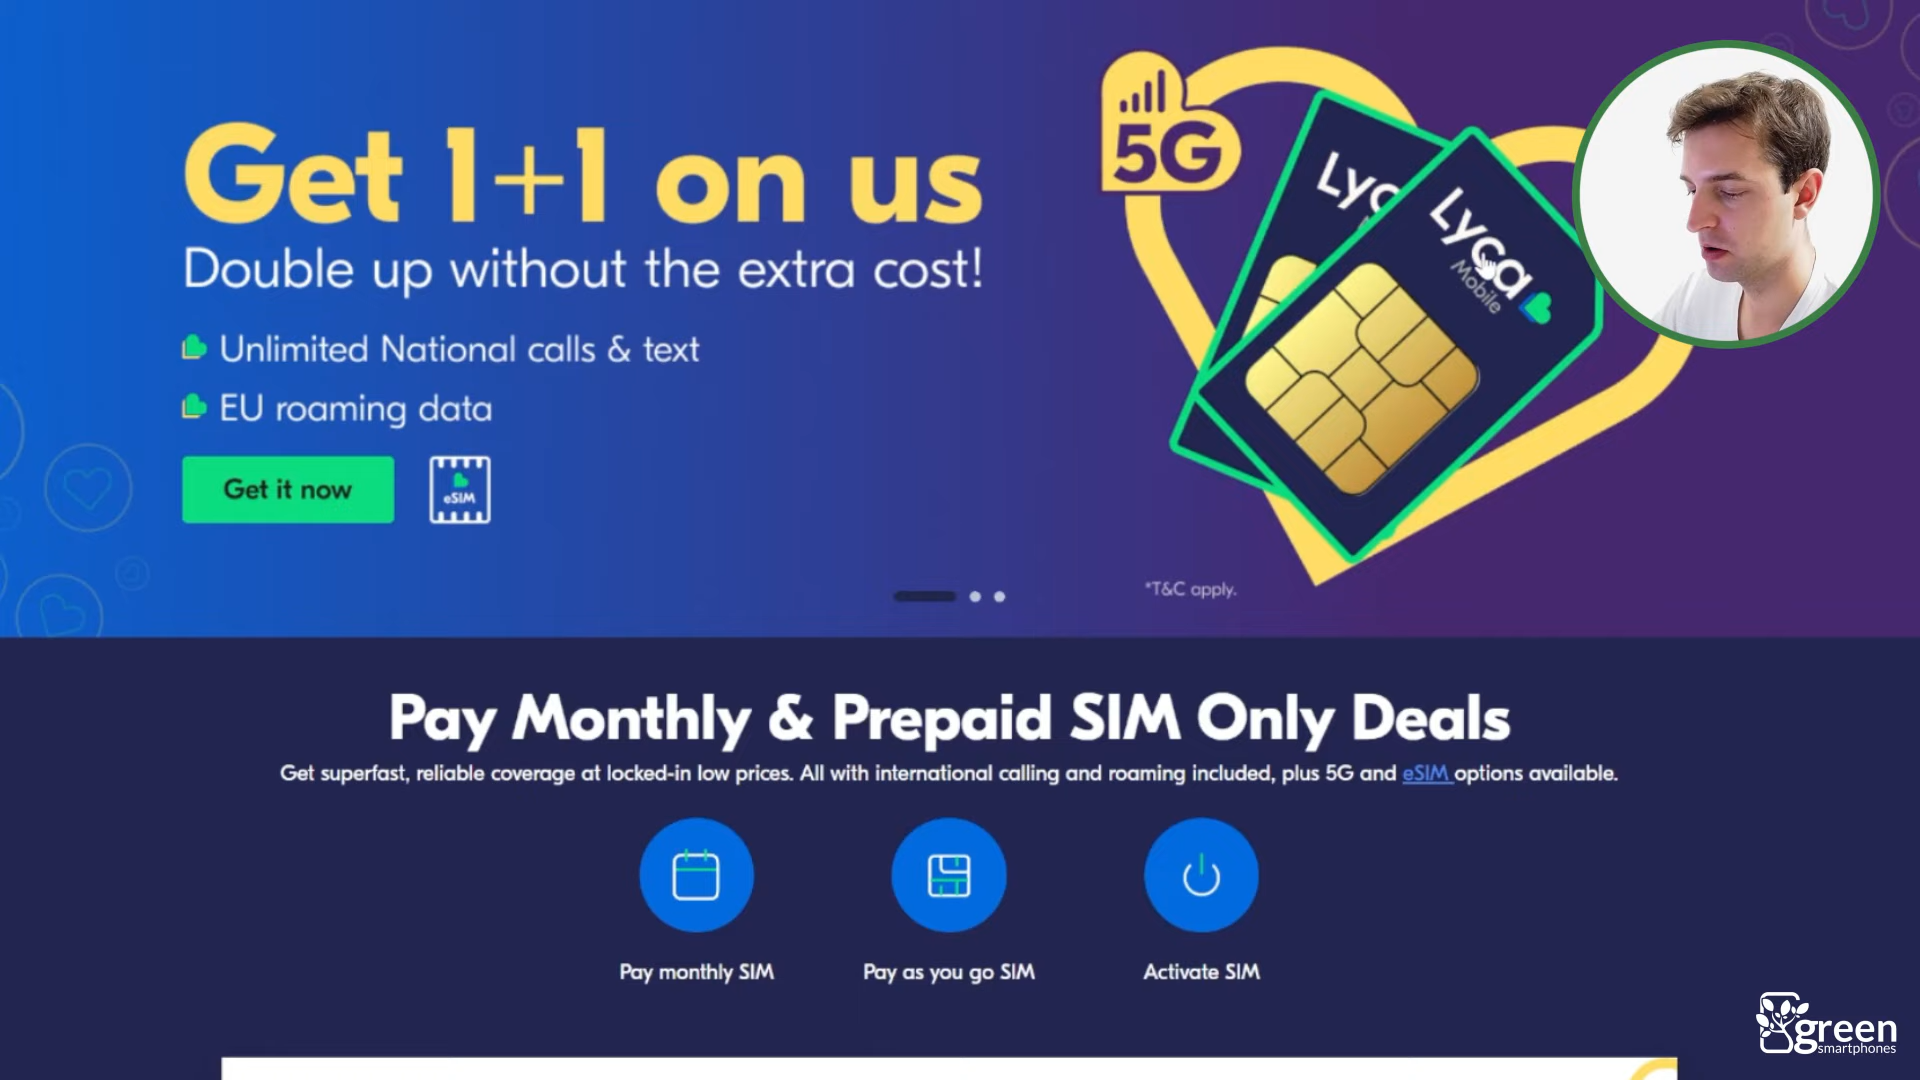 Get 1+1 on us
Double up without the extra cost!
Unlimited National calls & text
EU roaming data
Get it now
eSIM
5G
Lyca
Mobile
*T&C apply.
Pay Monthly & Prepaid SIM Only Deals
Get superfast, reliable coverage at locked-in low prices. All with international calling and roaming included, plus 5G and eSIM options available.
Pay monthly SIM
Pay as you go SIM
Activate SIM
green
smartphones